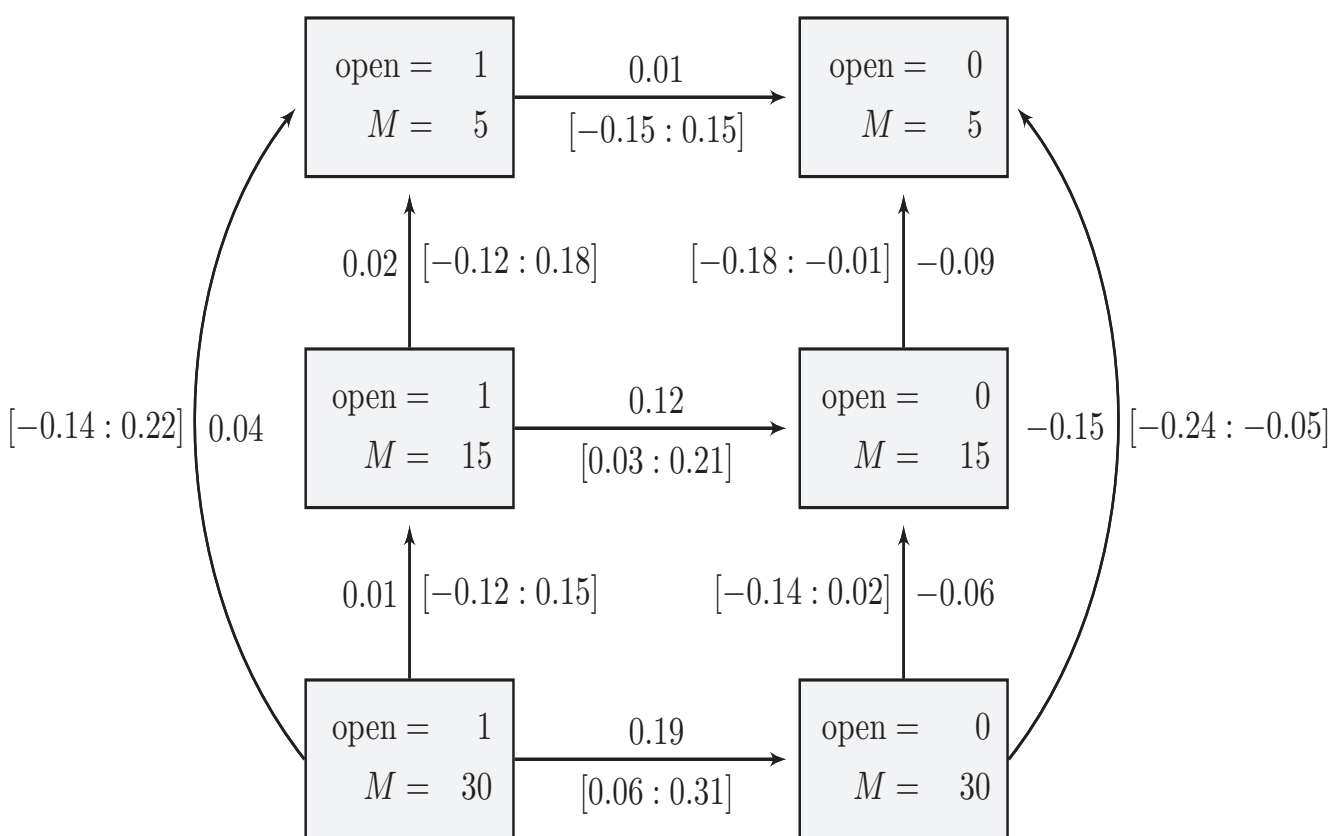 open = 1
M = 5
0.01
[−0.15 : 0.15]
open = 0
M = 5
0.02 [−0.12 : 0.18]
[−0.18 : −0.01] −0.09
[−0.14 : 0.22] 0.04
open = 1
M = 15
0.12
[0.03 : 0.21]
open = 0
M = 15
−0.15 [−0.24 : −0.05]
0.01 [−0.12 : 0.15]
[−0.14 : 0.02] −0.06
open = 1
M = 30
0.19
[0.06 : 0.31]
open = 0
M = 30